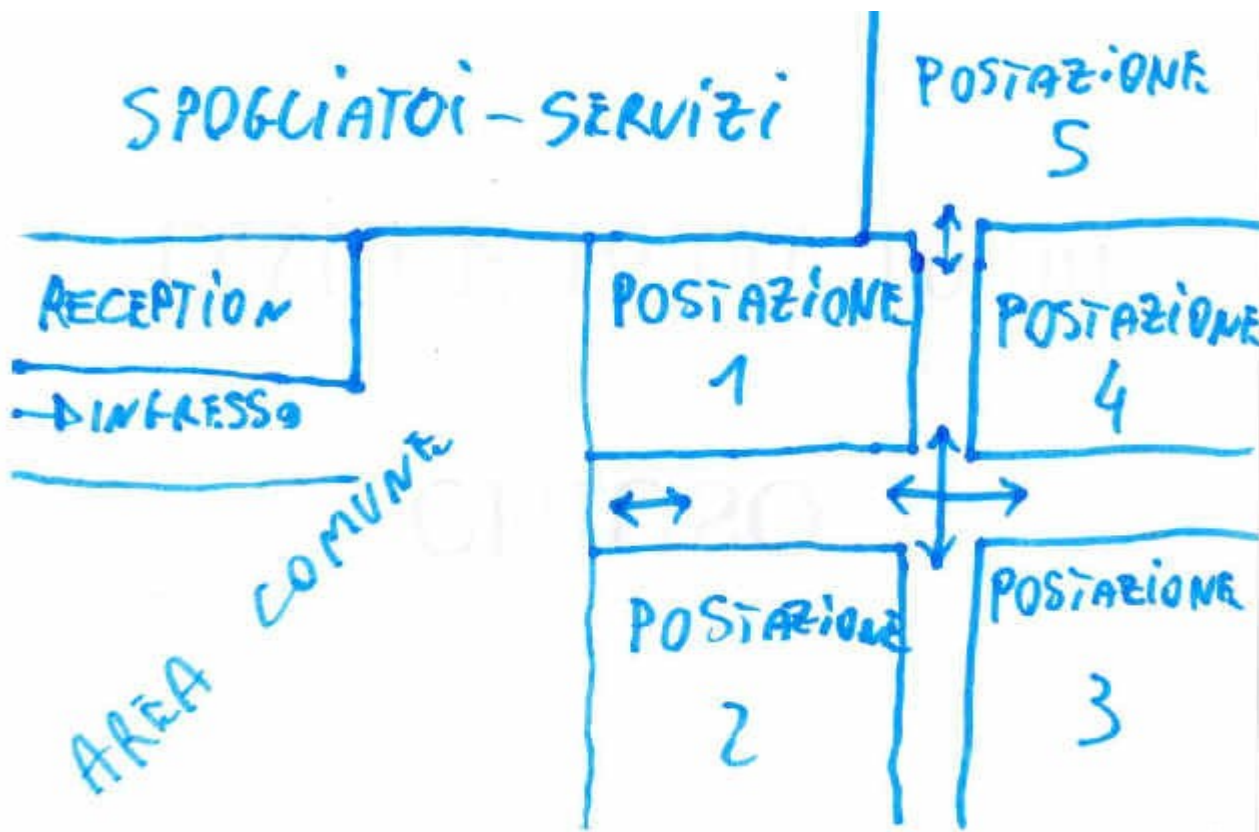 SPOGLIATOI - SERVIZI
POSTAZIONE
5
RECEPTION
INGRESSO
POSTAZIONE
1
POSTAZIONE
4
AREA COMUNE
POSTAZIONE
2
POSTAZIONE
3